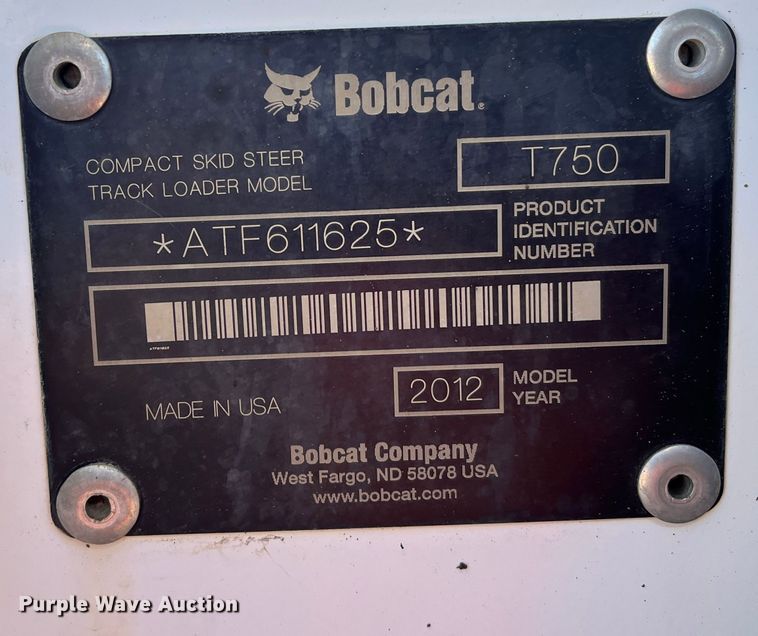 Bobcat.
COMPACT SKID STEER
TRACK LOADER MODEL
T750
*ATF611625*
PRODUCT
IDENTIFICATION
NUMBER
2012
MODEL
YEAR
MADE IN USA
Bobcat Company
West Fargo, ND 58078 USA
www.bobcat.com
Purple Wave Auction